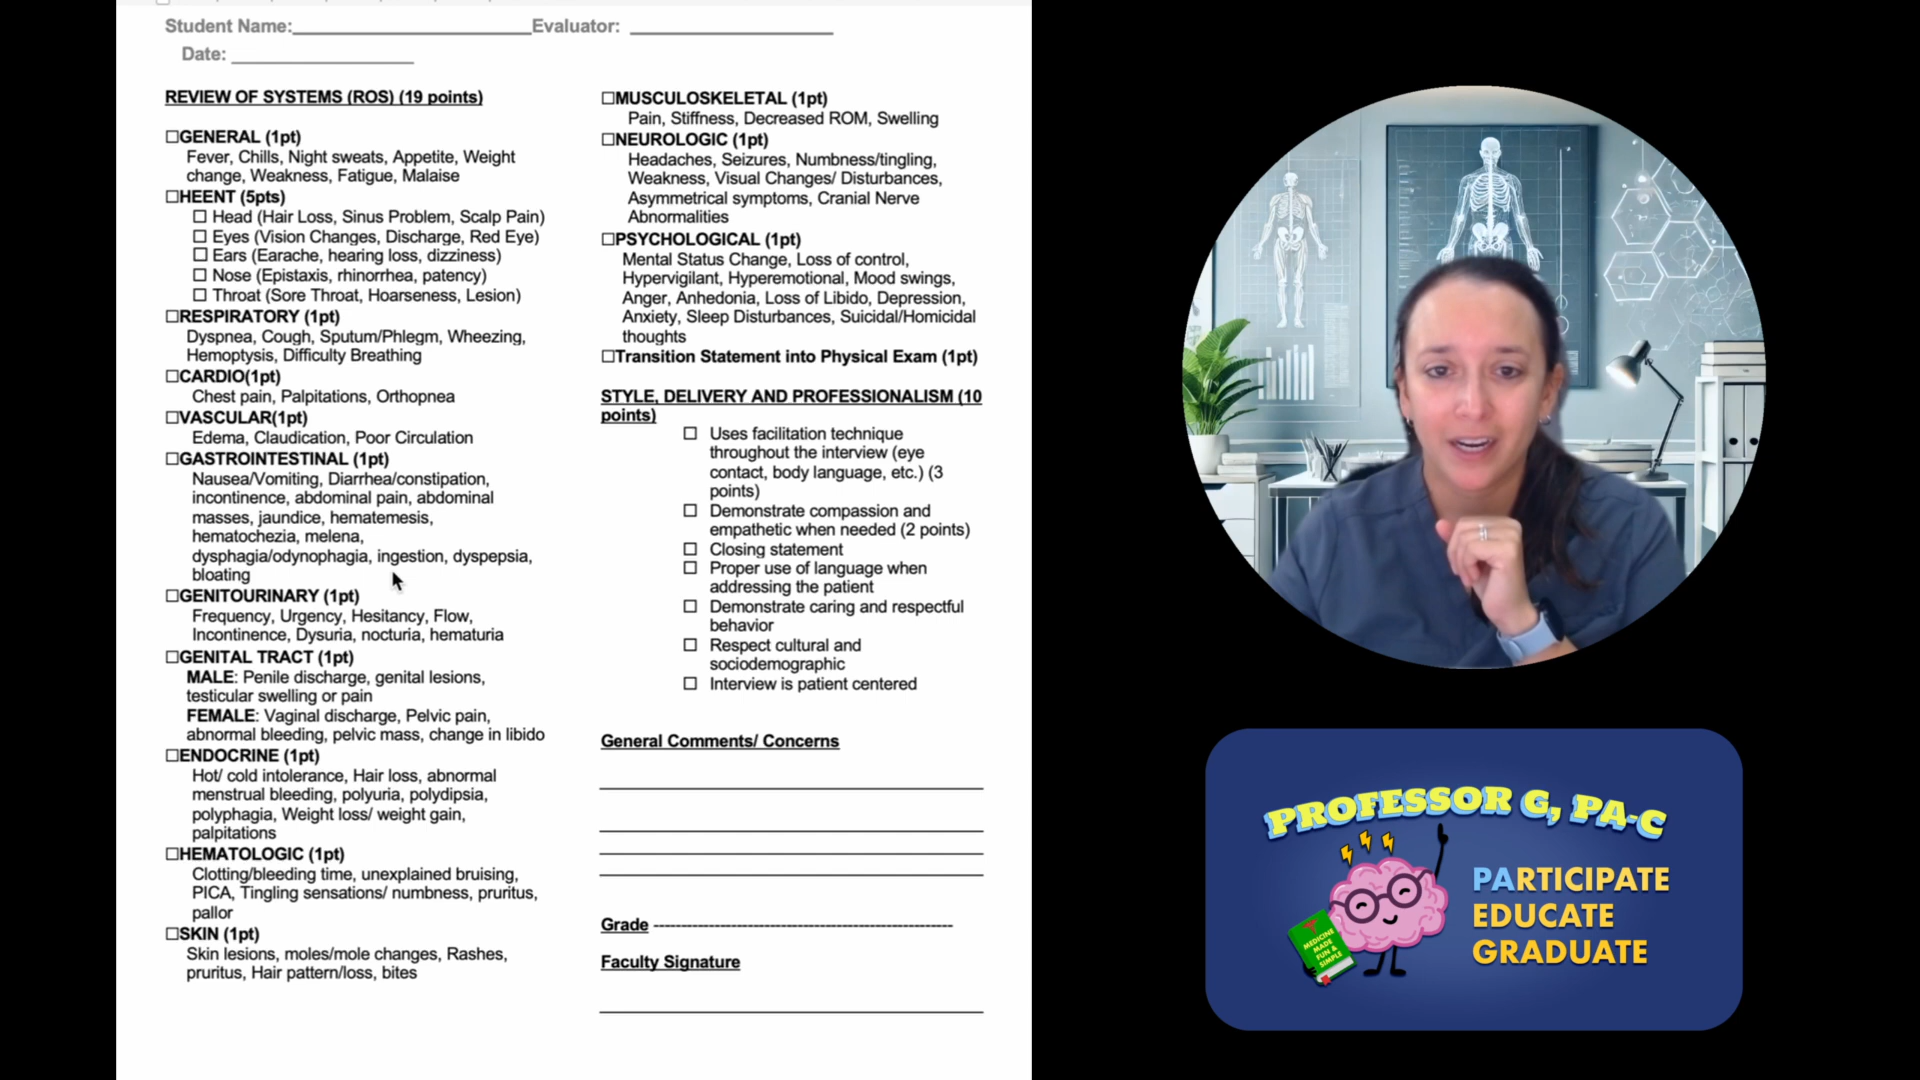 Student Name:______________________Evaluator: ___________________
Date: _________________
REVIEW OF SYSTEMS (ROS) (19 points)
☐GENERAL (1pt)
Fever, Chills, Night sweats, Appetite, Weight
change, Weakness, Fatigue, Malaise
☐HEENT (5pts)
☐ Head (Hair Loss, Sinus Problem, Scalp Pain)
☐ Eyes (Vision Changes, Discharge, Red Eye)
☐ Ears (Earache, hearing loss, dizziness)
☐ Nose (Epistaxis, rhinorrhea, patency)
☐ Throat (Sore Throat, Hoarseness, Lesion)
☐RESPIRATORY (1pt)
Dyspnea, Cough, Sputum/Phlegm, Wheezing,
Hemoptysis, Difficulty Breathing
☐CARDIO(1pt)
Chest pain, Palpitations, Orthopnea
☐VASCULAR(1pt)
Edema, Claudication, Poor Circulation
☐GASTROINTESTINAL (1pt)
Nausea/Vomiting, Diarrhea/constipation,
incontinence, abdominal pain, abdominal
masses, jaundice, hematemesis,
hematochezia, melena,
dysphagia/odynophagia, ingestion, dyspepsia,
bloating
☐GENITOURINARY (1pt)
Frequency, Urgency, Hesitancy, Flow,
Incontinence, Dysuria, nocturia, hematuria
☐GENITAL TRACT (1pt)
MALE: Penile discharge, genital lesions,
testicular swelling or pain
FEMALE: Vaginal discharge, Pelvic pain,
abnormal bleeding, pelvic mass, change in libido
☐ENDOCRINE (1pt)
Hot/ cold intolerance, Hair loss, abnormal
menstrual bleeding, polyuria, polydipsia,
polyphagia, Weight loss/ weight gain,
palpitations
☐HEMATOLOGIC (1pt)
Clotting/bleeding time, unexplained bruising,
PICA, Tingling sensations/ numbness, pruritus,
pallor
☐SKIN (1pt)
Skin lesions, moles/mole changes, Rashes,
pruritus, Hair pattern/loss, bites
☐MUSCULOSKELETAL (1pt)
Pain, Stiffness, Decreased ROM, Swelling
☐NEUROLOGIC (1pt)
Headaches, Seizures, Numbness/tingling,
Weakness, Visual Changes/ Disturbances,
Asymmetrical symptoms, Cranial Nerve
Abnormalities
☐PSYCHOLOGICAL (1pt)
Mental Status Change, Loss of control,
Hypervigilant, Hyperemotional, Mood swings,
Anger, Anhedonia, Loss of Libido, Depression,
Anxiety, Sleep Disturbances, Suicidal/Homicidal
thoughts
☐Transition Statement into Physical Exam (1pt)
STYLE, DELIVERY AND PROFESSIONALISM (10
points)
☐ Uses facilitation technique
throughout the interview (eye
contact, body language, etc.) (3
points)
☐ Demonstrate compassion and
empathetic when needed (2 points)
☐ Closing statement
☐ Proper use of language when
addressing the patient
☐ Demonstrate caring and respectful
behavior
☐ Respect cultural and
sociodemographic
☐ Interview is patient centered
General Comments/ Concerns
Grade ----------------------------------------------------
Faculty Signature
PROFESSOR G, PA-C
PARTICIPATE
EDUCATE
GRADUATE
MEDICINE
MADE
FUN &
SIMPLE